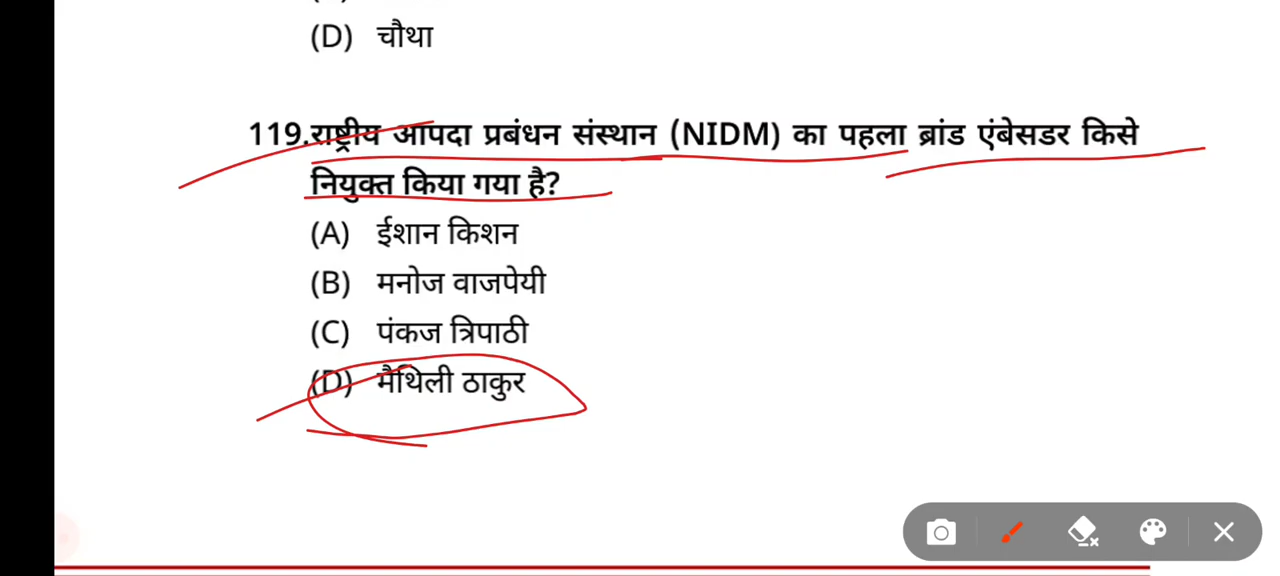 (D) चौथा
119.राष्ट्रीय आपदा प्रबंधन संस्थान (NIDM) का पहला ब्रांड एंबेसडर किसे
नियुक्त किया गया है?
(A) ईशान किशन
(B) मनोज वाजपेयी
(C) पंकज त्रिपाठी
(D) मैथिली ठाकुर